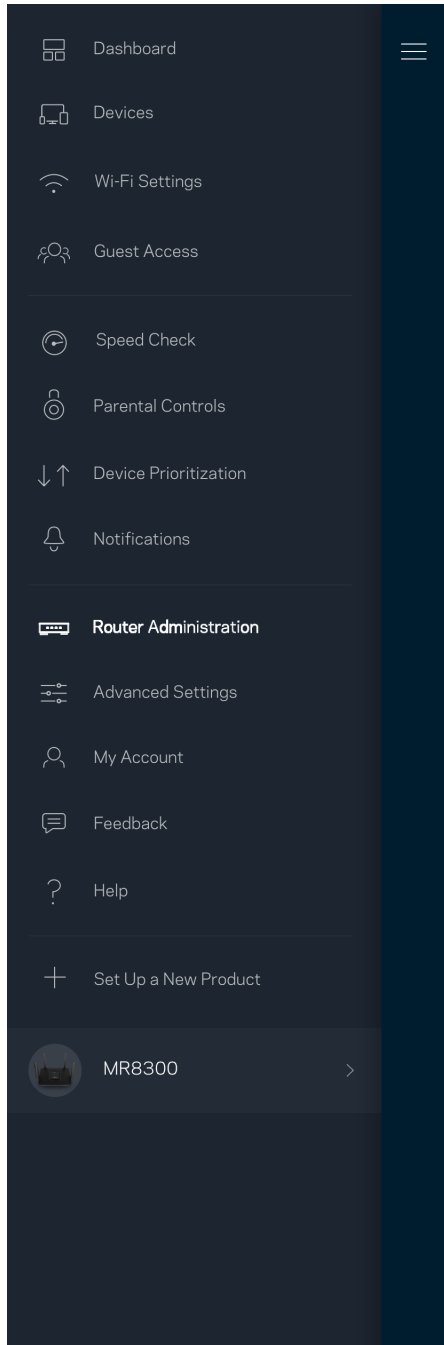 Dashboard
Devices
Wi-Fi Settings
Guest Access
Speed Check
Parental Controls
Device Prioritization
Notifications
Router Administration
Advanced Settings
My Account
Feedback
Help
Set Up a New Product
MR8300